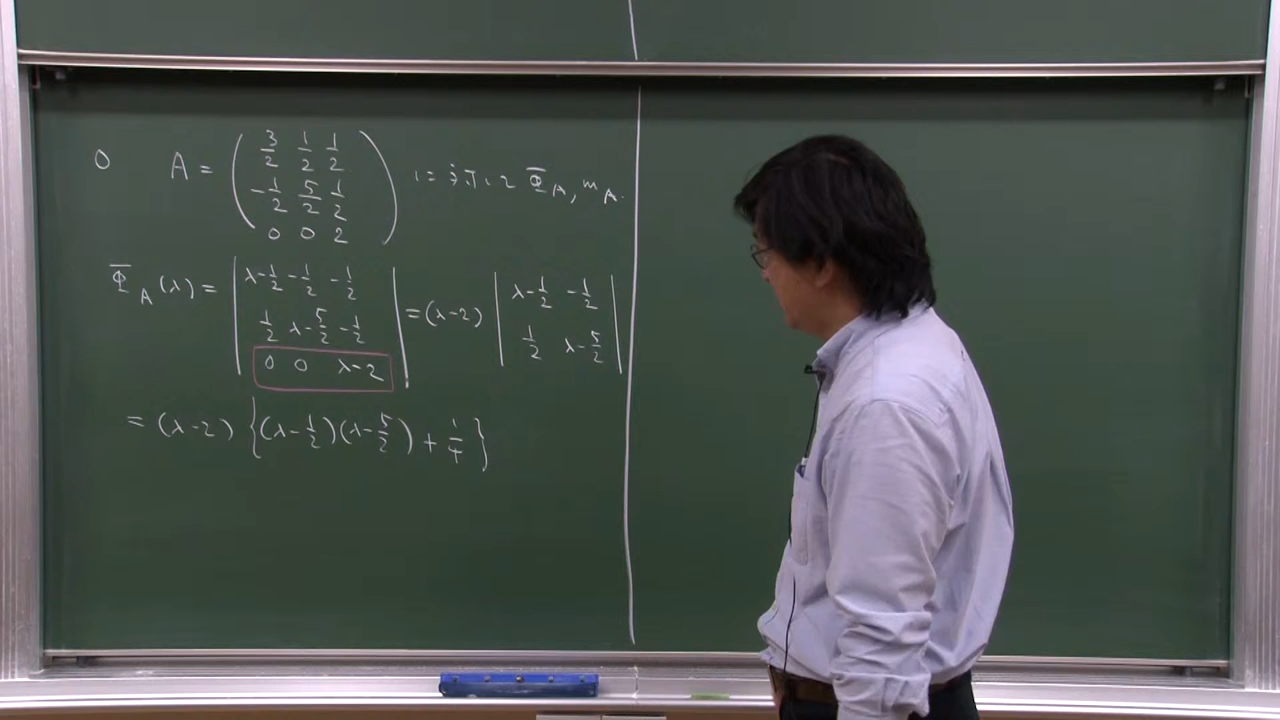 ○ A = ( 3/2 1/2 1/2
-1/2 5/2 1/2
0 0 2 ) に対して Φ_A, m_A.
Φ_A(λ) = | λ-1/2 -1/2 -1/2
1/2 λ-5/2 -1/2
0 0 λ-2 | = (λ-2) | λ-1/2 -1/2
1/2 λ-5/2 |
= (λ-2) { (λ-1/2)(λ-5/2) + 1/4 }